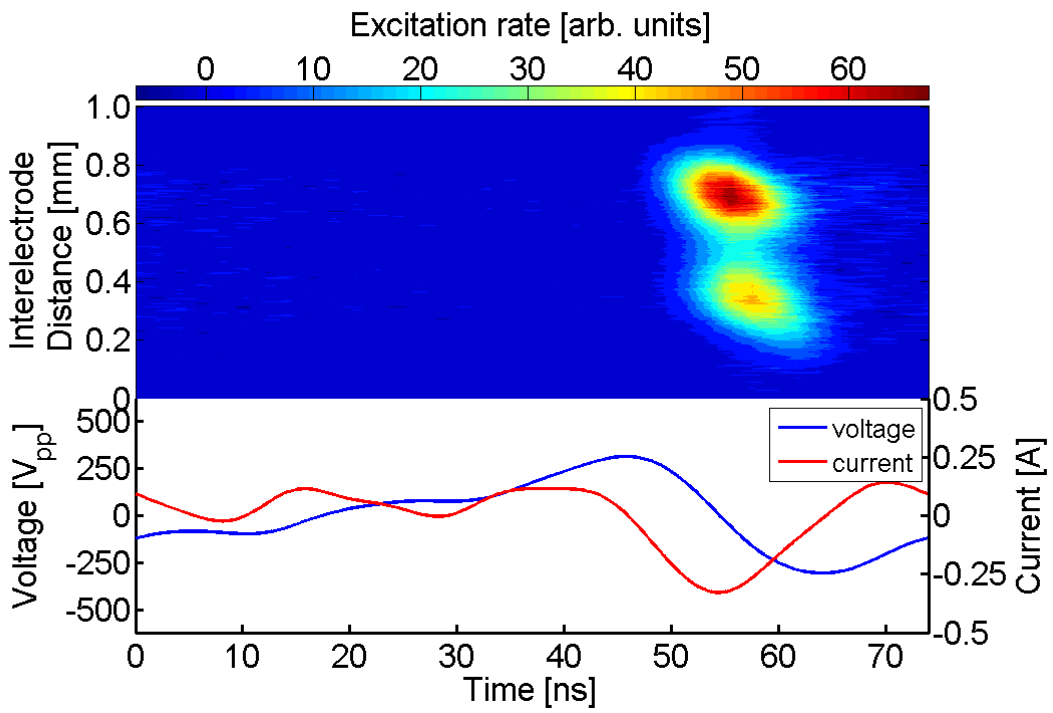 Excitation rate [arb. units]
0 10 20 30 40 50 60
Interelectrode
Distance [mm]
1.0
0.8
0.6
0.4
0.2
0
Voltage [Vpp]
500
250
0
-250
-500
voltage
current
0.5
0.25
0
-0.25
-0.5
Current [A]
0 10 20 30 40 50 60 70
Time [ns]